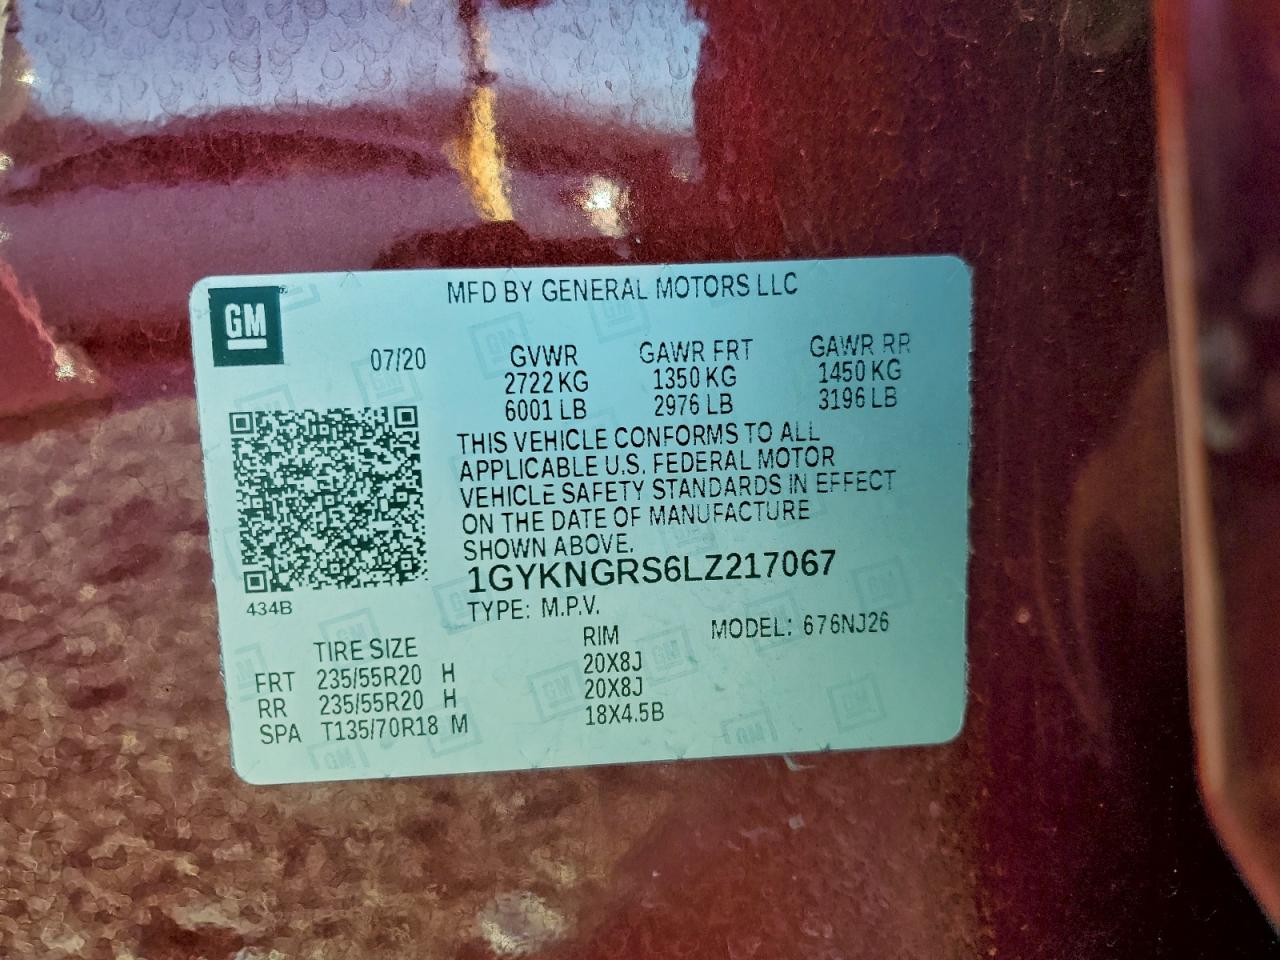 MFD BY GENERAL MOTORS LLC
GM
07/20 GVWR GAWR FRT GAWR RR
2722 KG 1350 KG 1450 KG
6001 LB 2976 LB 3196 LB
THIS VEHICLE CONFORMS TO ALL
APPLICABLE U.S. FEDERAL MOTOR
VEHICLE SAFETY STANDARDS IN EFFECT
ON THE DATE OF MANUFACTURE
SHOWN ABOVE.
1GYKNGRS6LZ217067
434B
TYPE: M.P.V.
TIRE SIZE RIM MODEL: 676NJ26
FRT 235/55R20 H 20X8J
RR 235/55R20 H 20X8J
SPA T135/70R18 M 18X4.5B